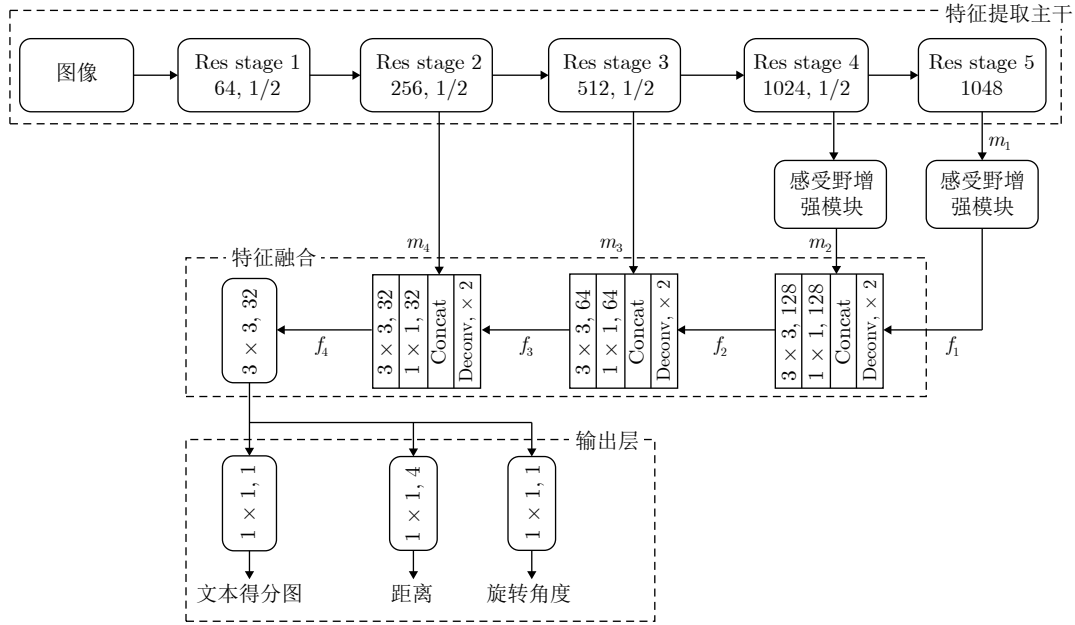 特征提取主干
图像
Res stage 1
64, 1/2
Res stage 2
256, 1/2
Res stage 3
512, 1/2
Res stage 4
1024, 1/2
Res stage 5
1048
m₁
感受野增
强模块
感受野增
强模块
特征融合
m₄
m₃
m₂
3 × 3, 32
f₄
3 × 3, 32
1 × 1, 32
Concat
Deconv, × 2
f₃
3 × 3, 64
1 × 1, 64
Concat
Deconv, × 2
f₂
3 × 3, 128
1 × 1, 128
Concat
Deconv, × 2
f₁
输出层
1 × 1, 1
1 × 1, 4
1 × 1, 1
文本得分图
距离
旋转角度